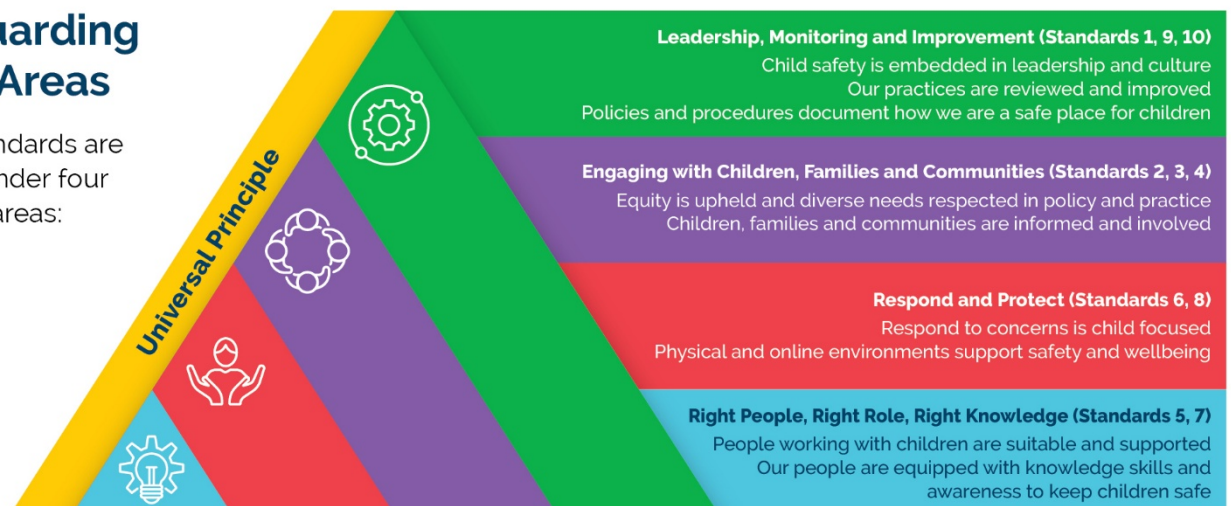 uarding
Areas
ndards are
nder four
areas:
Universal Principle
Leadership, Monitoring and Improvement (Standards 1, 9, 10)
Child safety is embedded in leadership and culture
Our practices are reviewed and improved
Policies and procedures document how we are a safe place for children
Engaging with Children, Families and Communities (Standards 2, 3, 4)
Equity is upheld and diverse needs respected in policy and practice
Children, families and communities are informed and involved
Respond and Protect (Standards 6, 8)
Respond to concerns is child focused
Physical and online environments support safety and wellbeing
Right People, Right Role, Right Knowledge (Standards 5, 7)
People working with children are suitable and supported
Our people are equipped with knowledge skills and
awareness to keep children safe